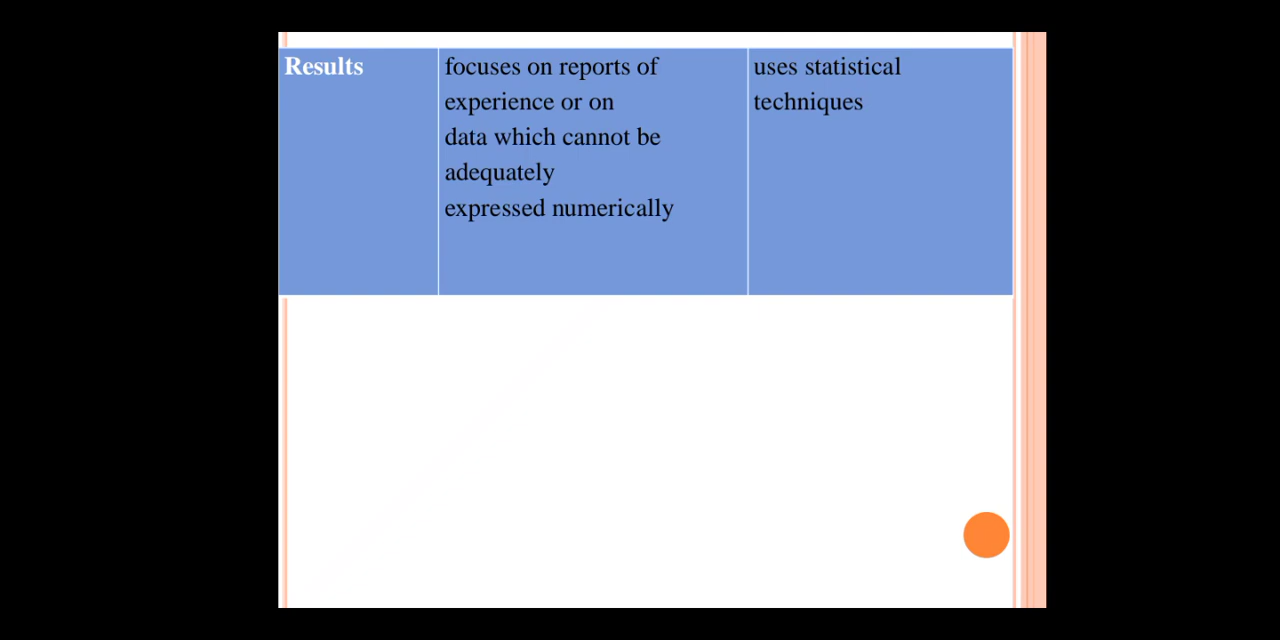 Results
focuses on reports of
experience or on
data which cannot be
adequately
expressed numerically
uses statistical
techniques